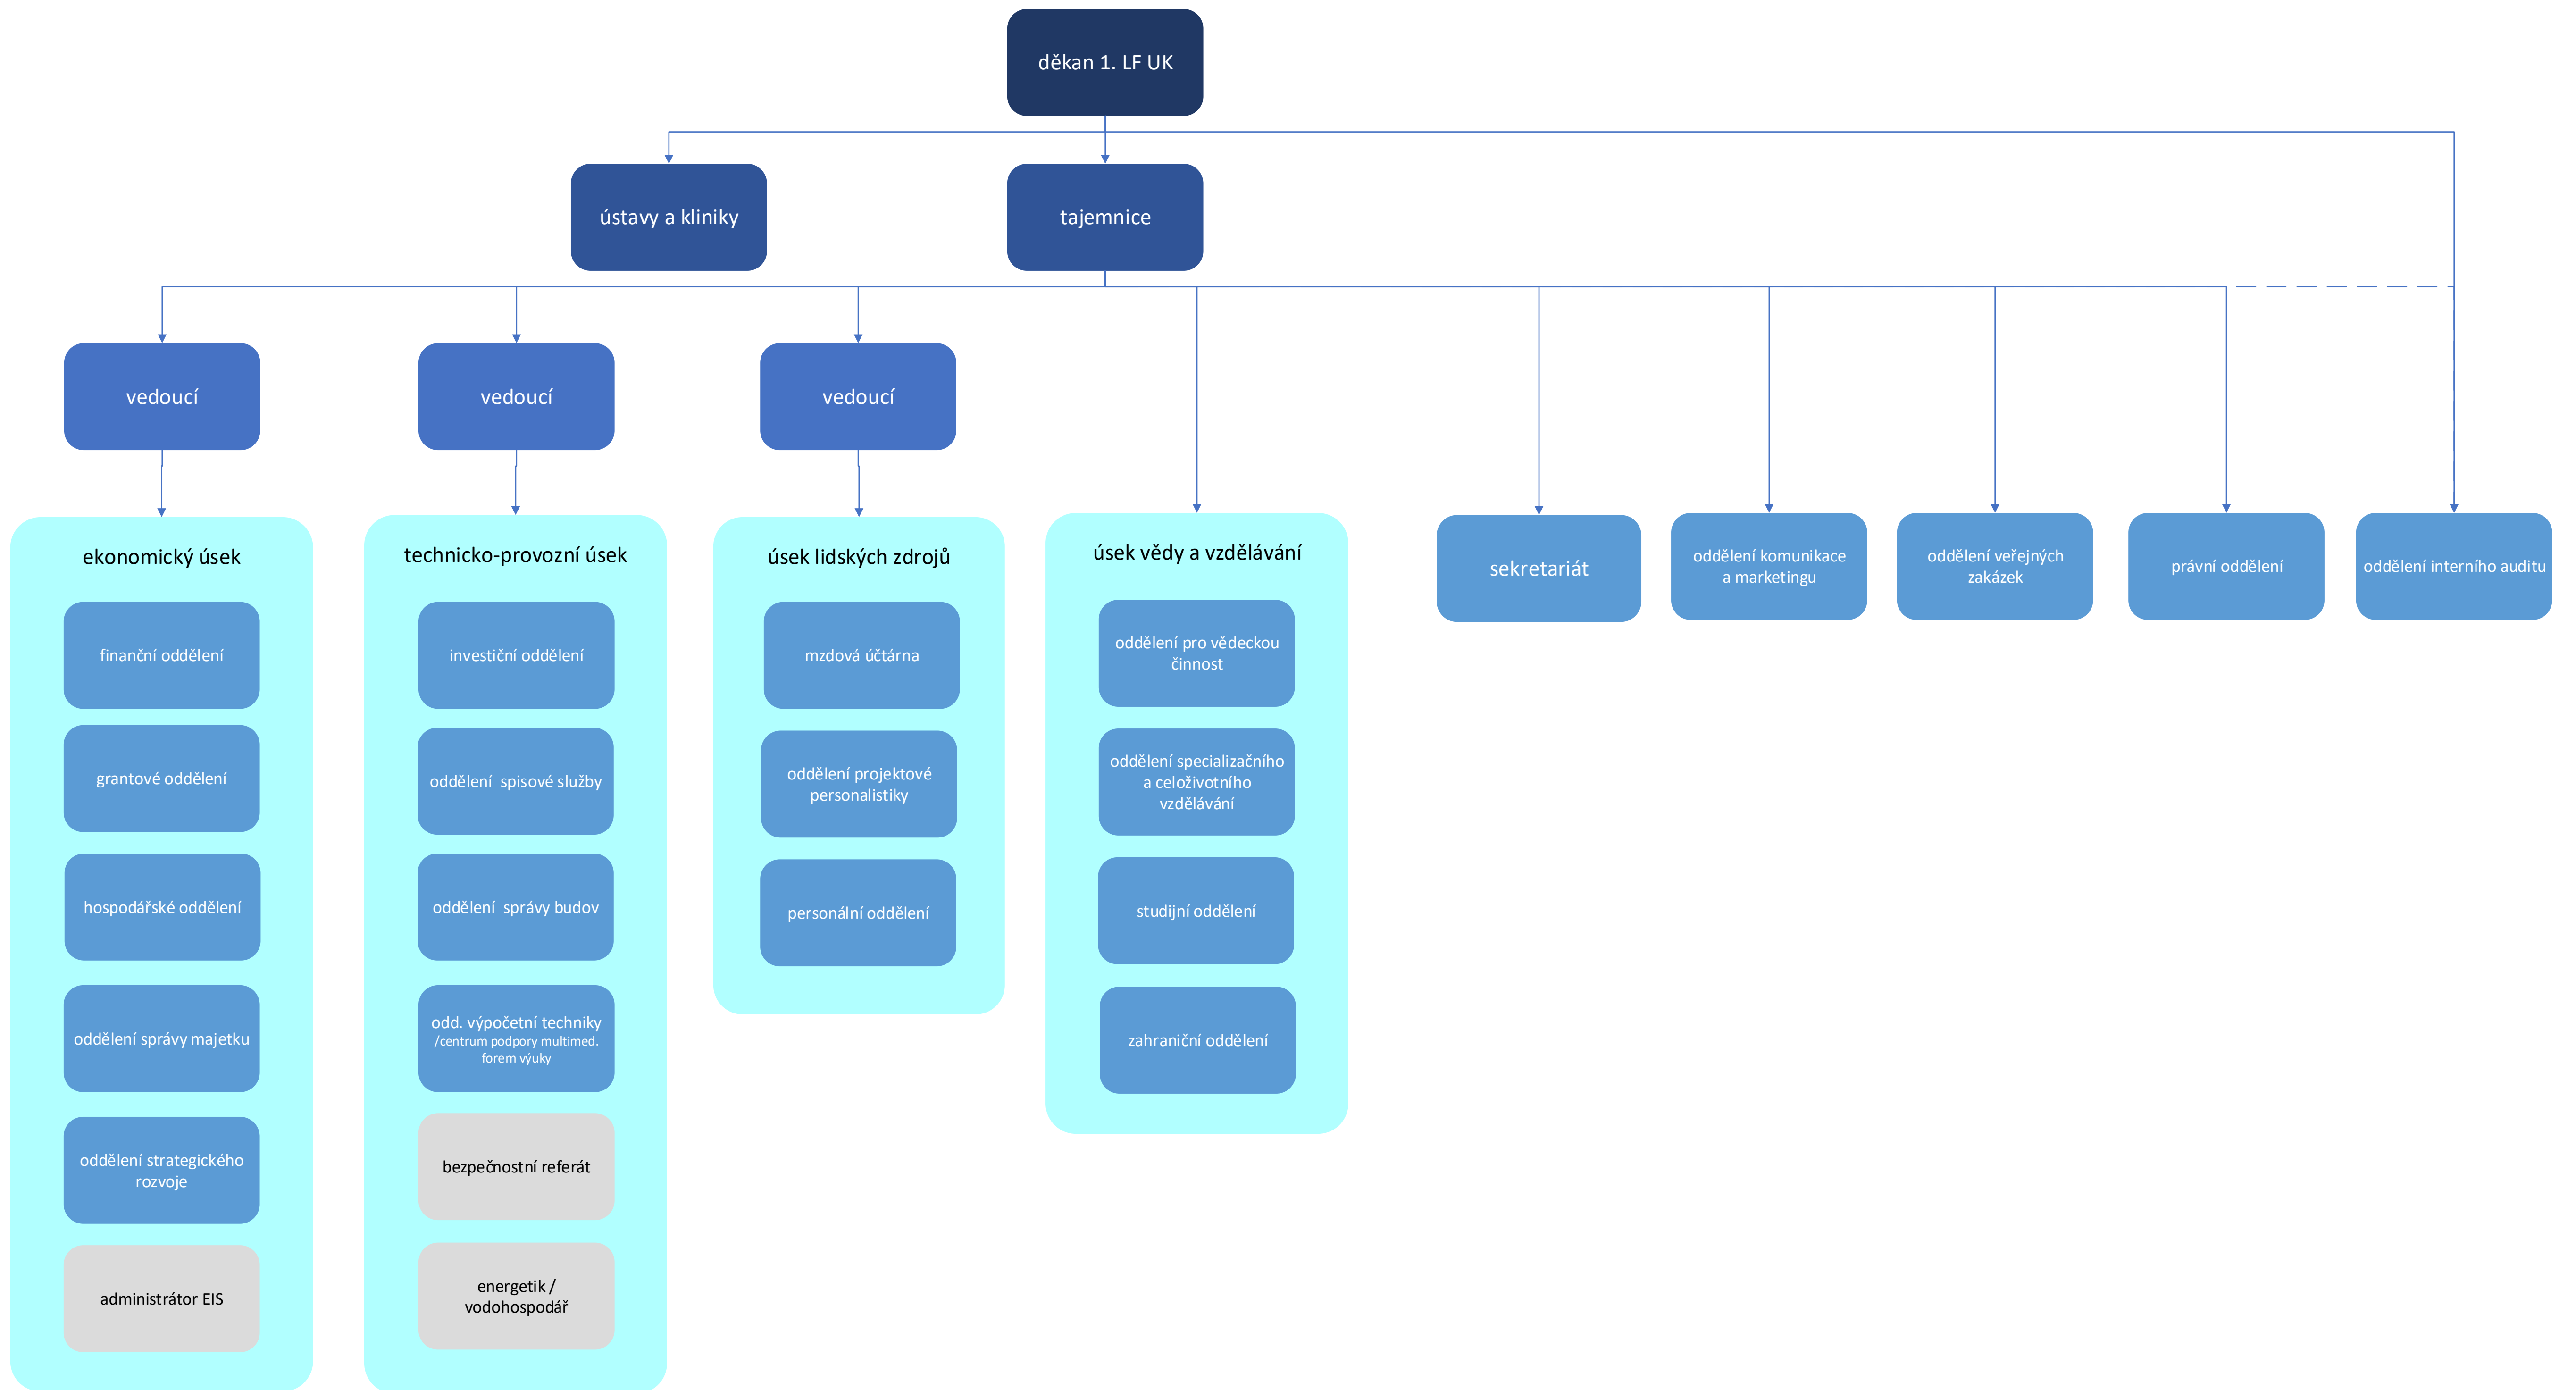 děkan 1. LF UK
ústavy a kliniky
tajemnice
vedoucí
vedoucí
vedoucí
ekonomický úsek
finanční oddělení
grantové oddělení
hospodářské oddělení
oddělení správy majetku
oddělení strategického
rozvoje
administrátor EIS
technicko-provozní úsek
investiční oddělení
oddělení  spisové služby
oddělení  správy budov
odd. výpočetní techniky
/centrum podpory multimed.
forem výuky
bezpečnostní referát
energetik /
vodohospodář
úsek lidských zdrojů
mzdová účtárna
oddělení projektové
personalistiky
personální oddělení
úsek vědy a vzdělávání
oddělení pro vědeckou
činnost
oddělení specializačního
a celoživotního
vzdělávání
studijní oddělení
zahraniční oddělení
sekretariát
oddělení komunikace
a marketingu
oddělení veřejných
zakázek
právní oddělení
oddělení interního auditu